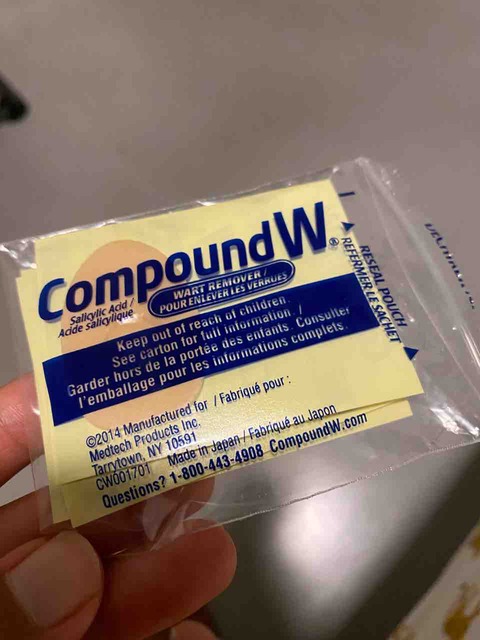 CompoundW®
Salicylic Acid /
Acide salicylique
WART REMOVER /
POUR ENLEVER LES VERRUES
Keep out of reach of children.
See carton for full information. /
Garder hors de la portée des enfants. Consulter
l'emballage pour les informations complets.
©2014 Manufactured for / Fabriqué pour :
Medtech Products Inc.
Tarrytown, NY 10591
CW001701 Made in Japan / Fabriqué au Japon
Questions? 1-800-443-4908 CompoundW.com
RESEAL POUCH
REFERMER LE SACHET